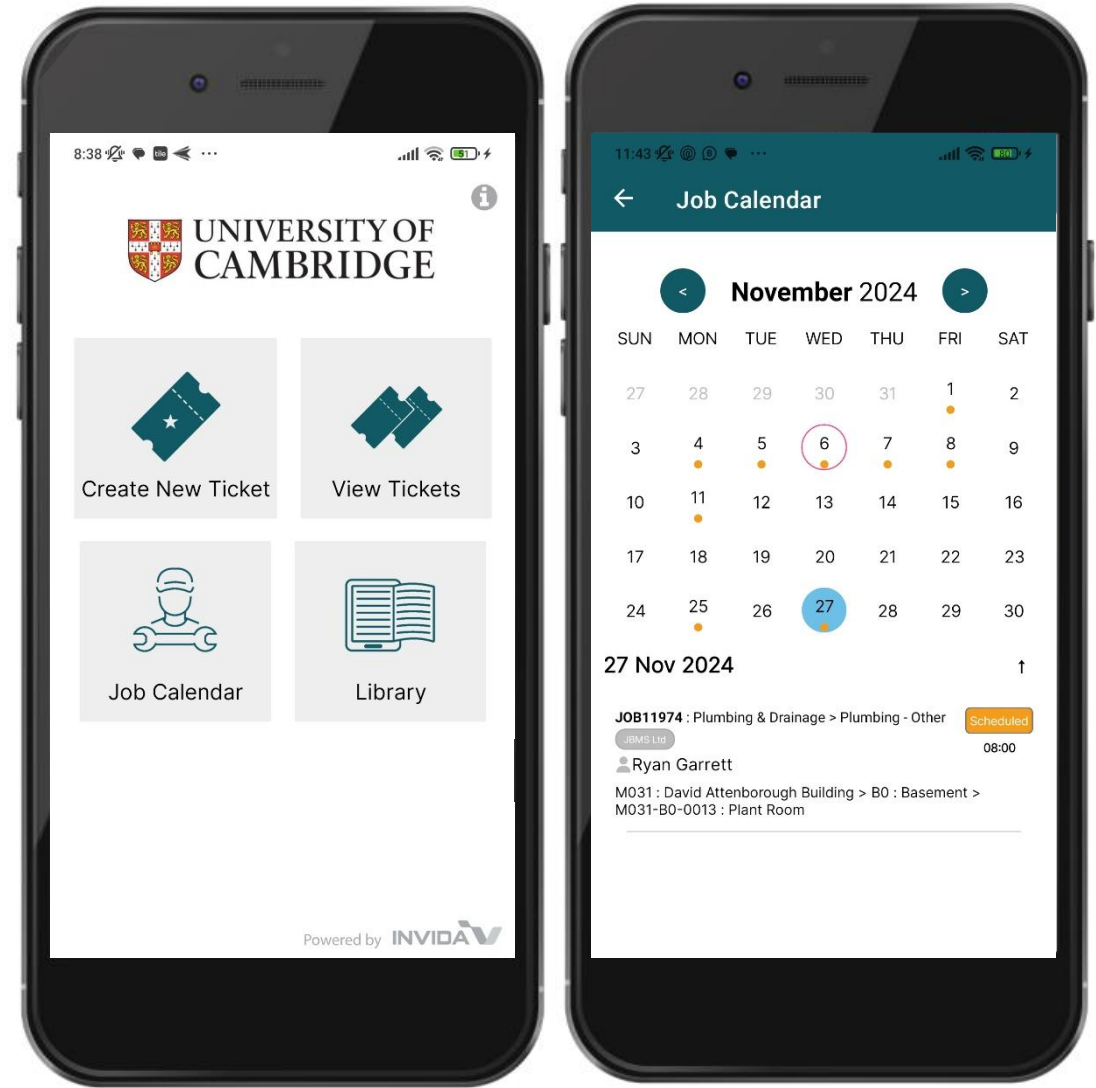 8:38
tile
51
UNIVERSITY OF
CAMBRIDGE
Create New Ticket
View Tickets
Job Calendar
Library
Powered by INVIDA
11:43
80
Job Calendar
< November 2024 >
SUN MON TUE WED THU FRI SAT
27 28 29 30 31 1 2
3 4 5 6 7 8 9
10 11 12 13 14 15 16
17 18 19 20 21 22 23
24 25 26 27 28 29 30
27 Nov 2024
JOB11974 : Plumbing & Drainage > Plumbing - Other
Scheduled
JBMS Ltd
08:00
Ryan Garrett
M031 : David Attenborough Building > B0 : Basement >
M031-B0-0013 : Plant Room